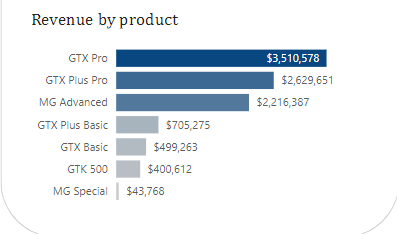 Revenue by product
GTX Pro $3,510,578
GTX Plus Pro $2,629,651
MG Advanced $2,216,387
GTX Plus Basic $705,275
GTX Basic $499,263
GTK 500 $400,612
MG Special $43,768